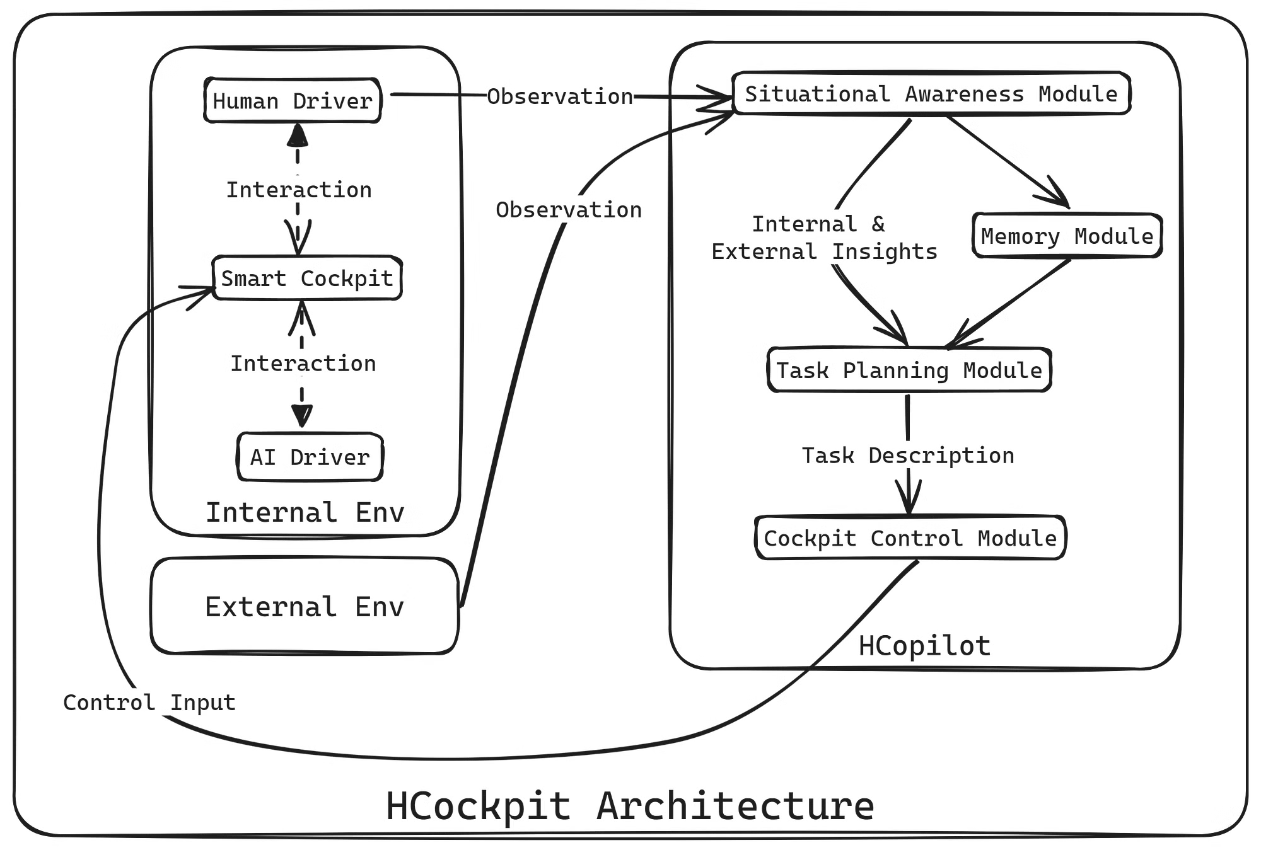 Human Driver
Observation
Situational Awareness Module
Interaction
Observation
Internal &
External Insights
Memory Module
Smart Cockpit
Interaction
Task Planning Module
AI Driver
Task Description
Internal Env
Cockpit Control Module
External Env
HCopilot
Control Input
HCockpit Architecture